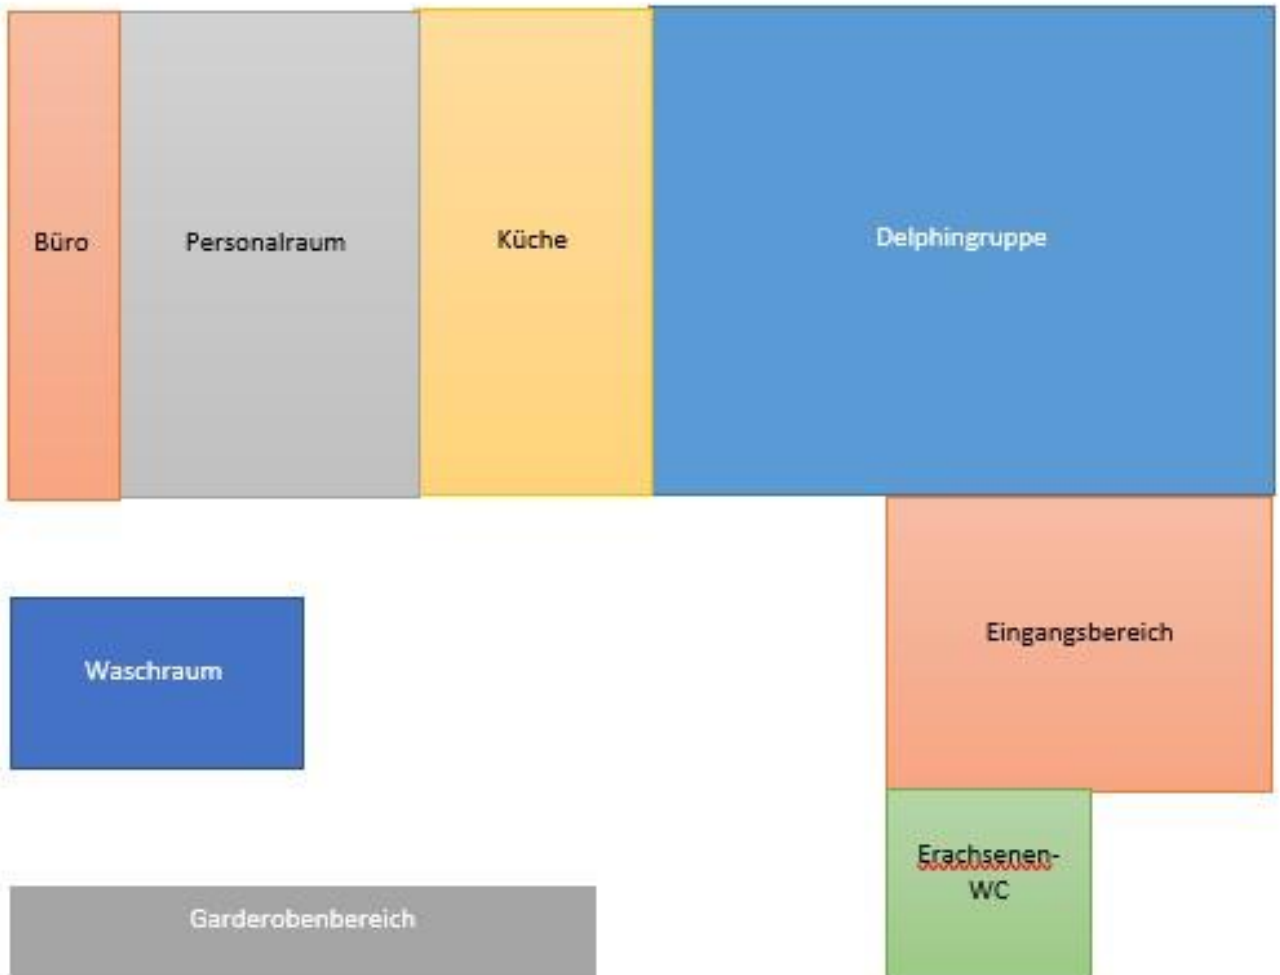 Büro
Personalraum
Küche
Delphingruppe
Eingangsbereich
Waschraum
Erachsenen-
WC
Garderobenbereich